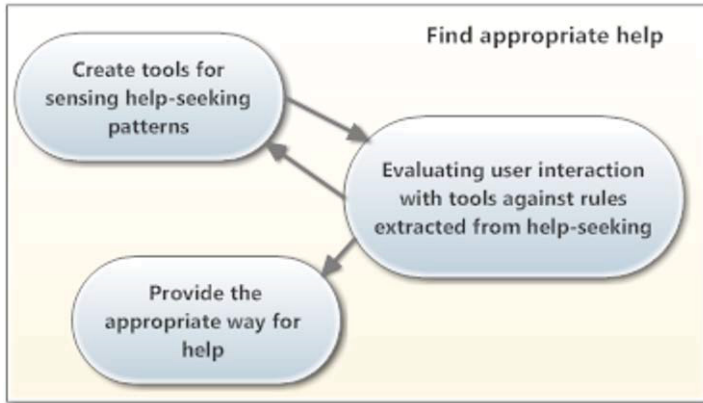 Find appropriate help
Create tools for
sensing help-seeking
patterns
Evaluating user interaction
with tools against rules
extracted from help-seeking
Provide the
appropriate way for
help